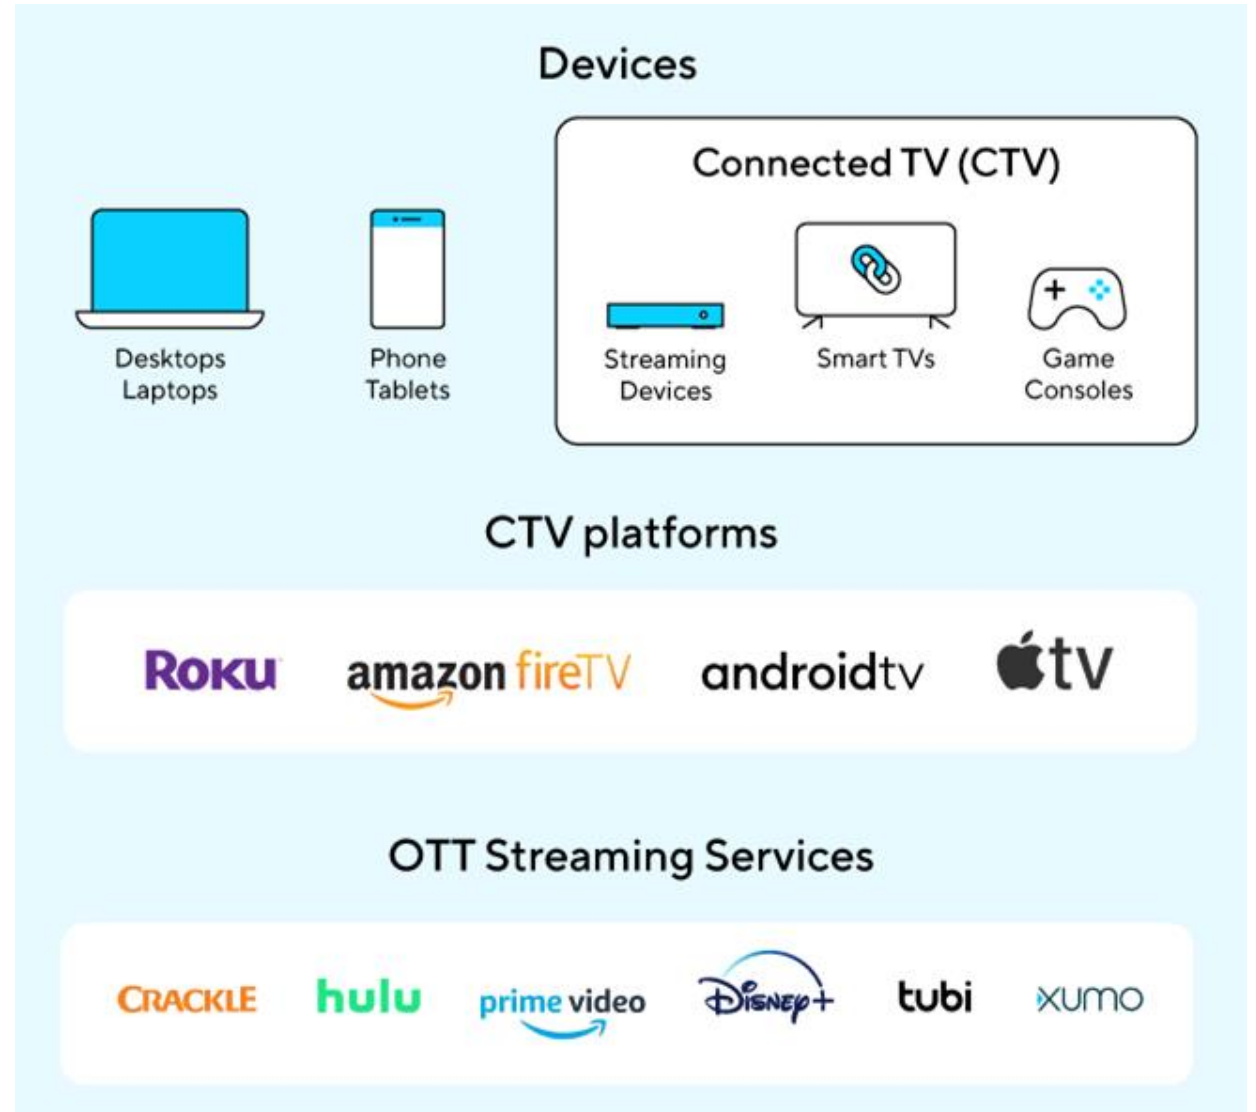 Devices
Connected TV (CTV)
Desktops
Laptops
Phone
Tablets
Streaming
Devices
Smart TVs
Game
Consoles
CTV platforms
ROKU
amazon fireTV
androidtv
tv
OTT Streaming Services
CRACKLE
hulu
prime video
Disney+
tubi
xumo